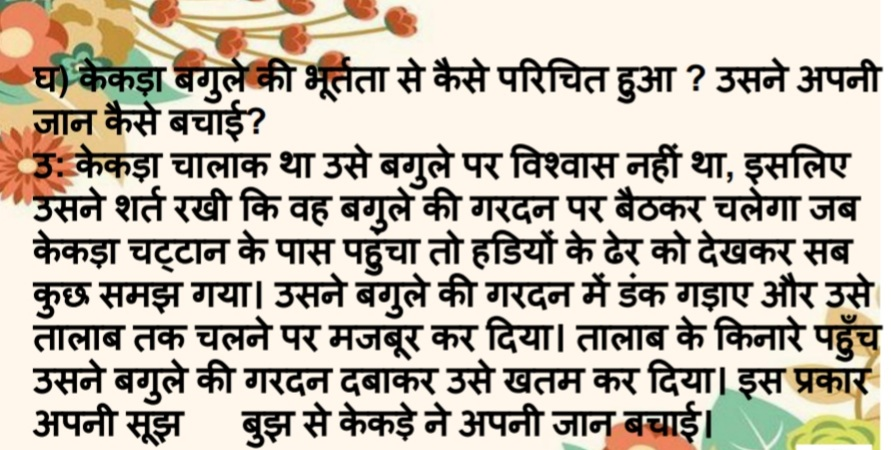 घ) केकड़ा बगुले की भूर्तता से कैसे परिचित हुआ ? उसने अपनी
जान कैसे बचाई?
उ: केकड़ा चालाक था उसे बगुले पर विश्वास नहीं था, इसलिए
उसने शर्त रखी कि वह बगुले की गरदन पर बैठकर चलेगा जब
केकड़ा चट्टान के पास पहुंचा तो हडियों के ढेर को देखकर सब
कुछ समझ गया। उसने बगुले की गरदन में डंक गड़ाए और उसे
तालाब तक चलने पर मजबूर कर दिया। तालाब के किनारे पहुँच
उसने बगुले की गरदन दबाकर उसे खतम कर दिया। इस प्रकार
अपनी सूझ बुझ से केकड़े ने अपनी जान बचाई।